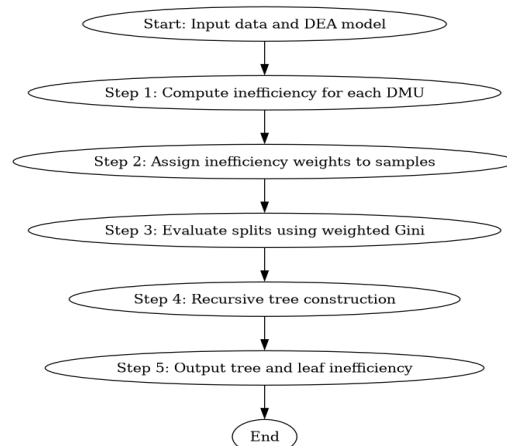 Start: Input data and DEA model
Step 1: Compute inefficiency for each DMU
Step 2: Assign inefficiency weights to samples
Step 3: Evaluate splits using weighted Gini
Step 4: Recursive tree construction
Step 5: Output tree and leaf inefficiency
End